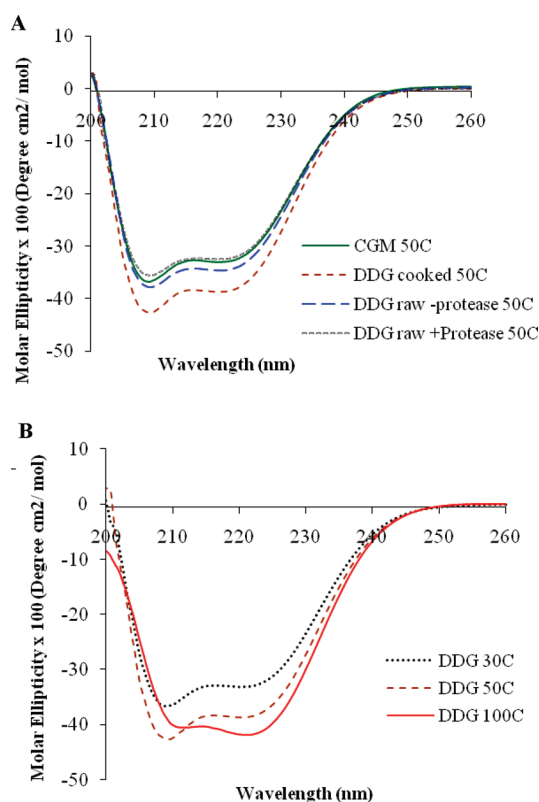 A
Molar Ellipticity x 100 (Degree cm2/ mol)
10
0
-10
-20
-30
-40
-50
200 210 220 230 240 250 260
CGM 50C
DDG cooked 50C
DDG raw -protease 50C
DDG raw +Protease 50C
Wavelength (nm)
B
Molar Ellipticity x 100 (Degree cm2/ mol)
10
0
-10
-20
-30
-40
-50
200 210 220 230 240 250 260
DDG 30C
DDG 50C
DDG 100C
Wavelength (nm)